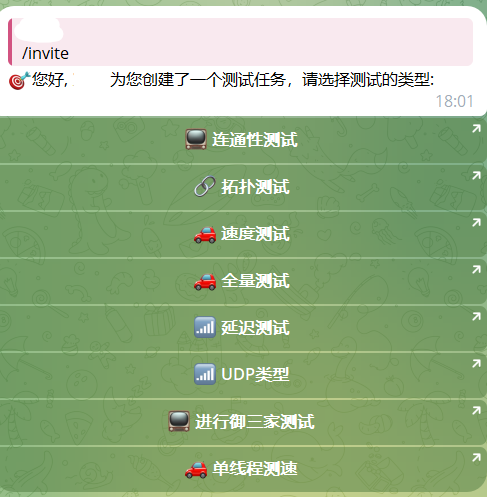 /invite
🎯您好, 为您创建了一个测试任务，请选择测试的类型:
18:01
📺 连通性测试
🔗 拓扑测试
🚗 速度测试
🚗 全量测试
📶 延迟测试
📶 UDP类型
📺 进行御三家测试
🚗 单线程测速